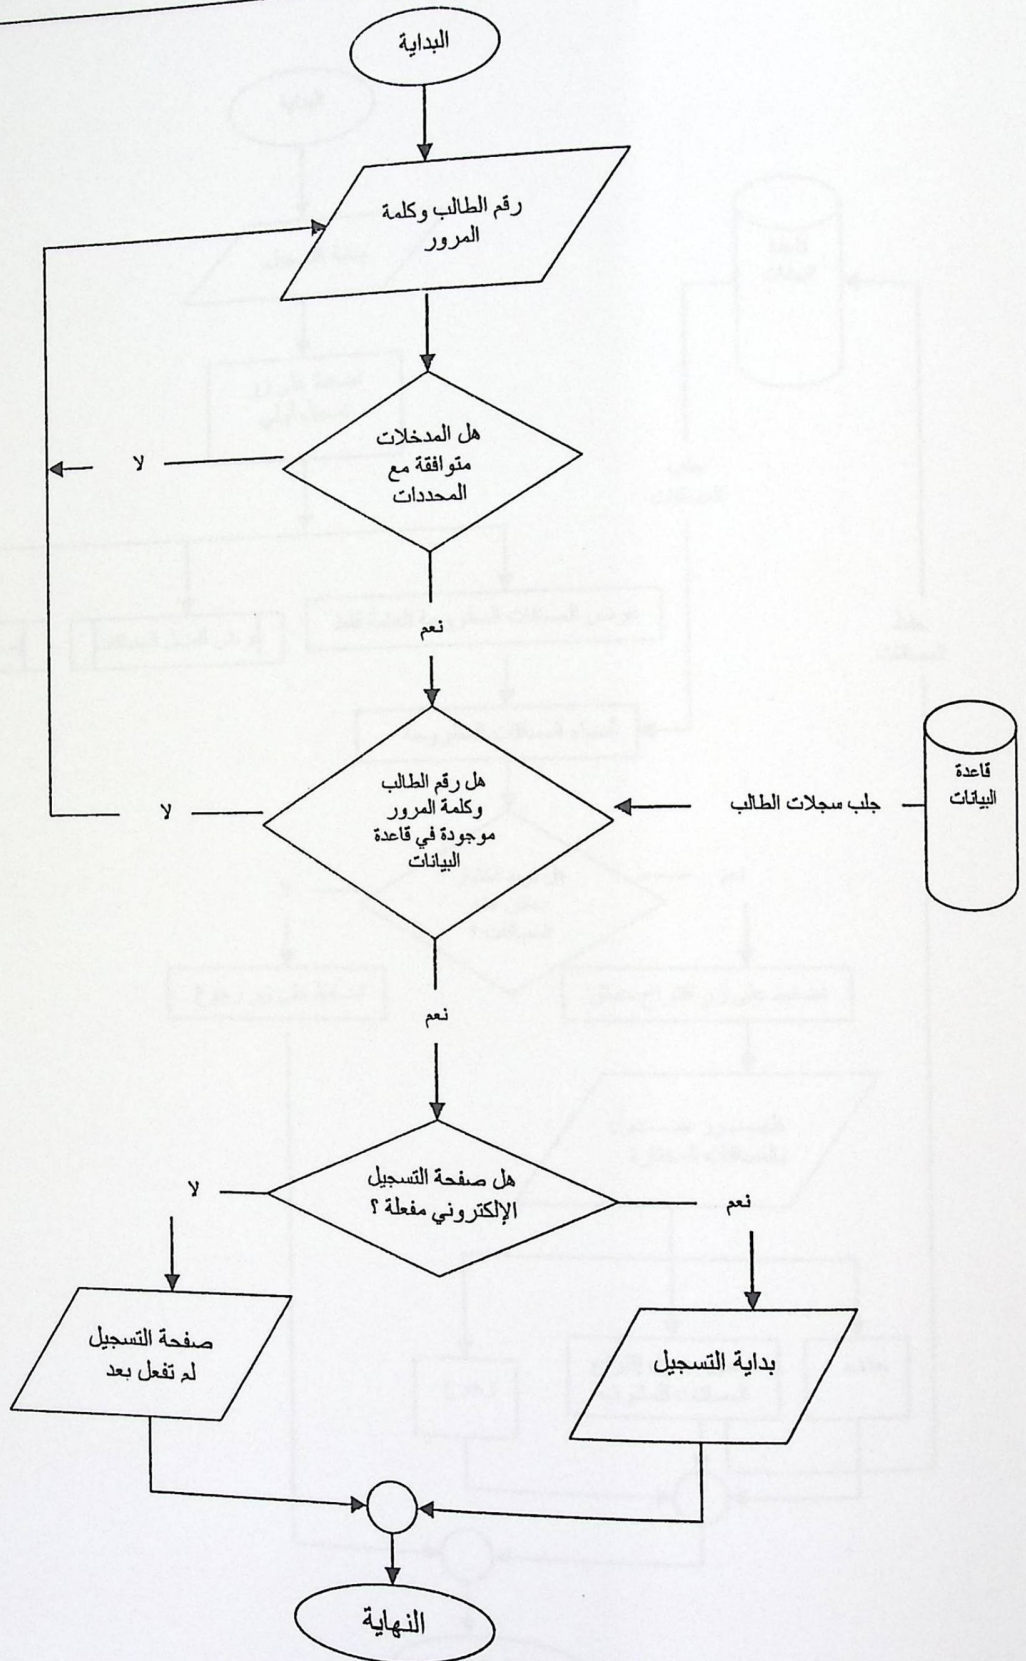 البداية
رقم الطالب وكلمة
المرور
هل المدخلات
متوافقة مع
المحددات
لا
نعم
هل رقم الطالب
وكلمة المرور
موجودة في قاعدة
البيانات
لا
جلب سجلات الطالب
قاعدة
البيانات
نعم
هل صفحة التسجيل
الإلكتروني مفعلة ؟
لا
نعم
صفحة التسجيل
لم تفعل بعد
بداية التسجيل
النهاية